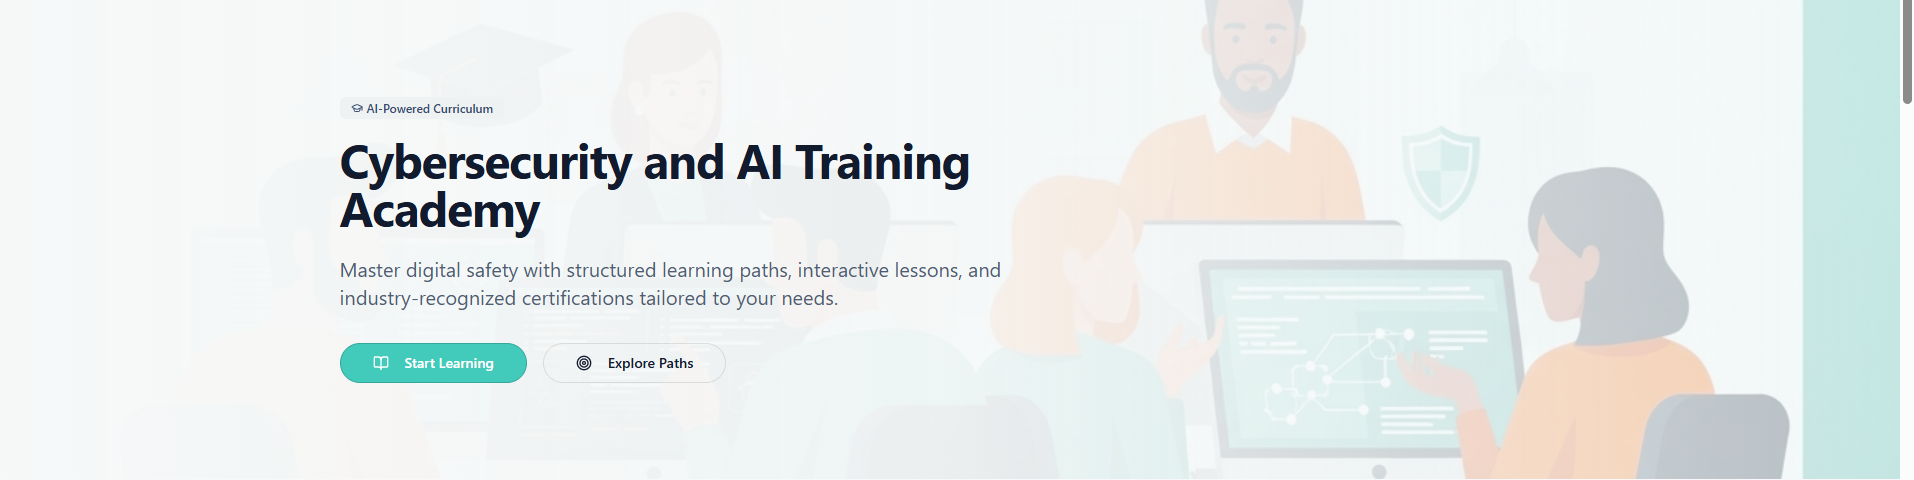 AI-Powered Curriculum
Cybersecurity and AI Training
Academy
Master digital safety with structured learning paths, interactive lessons, and
industry-recognized certifications tailored to your needs.
Start Learning
Explore Paths